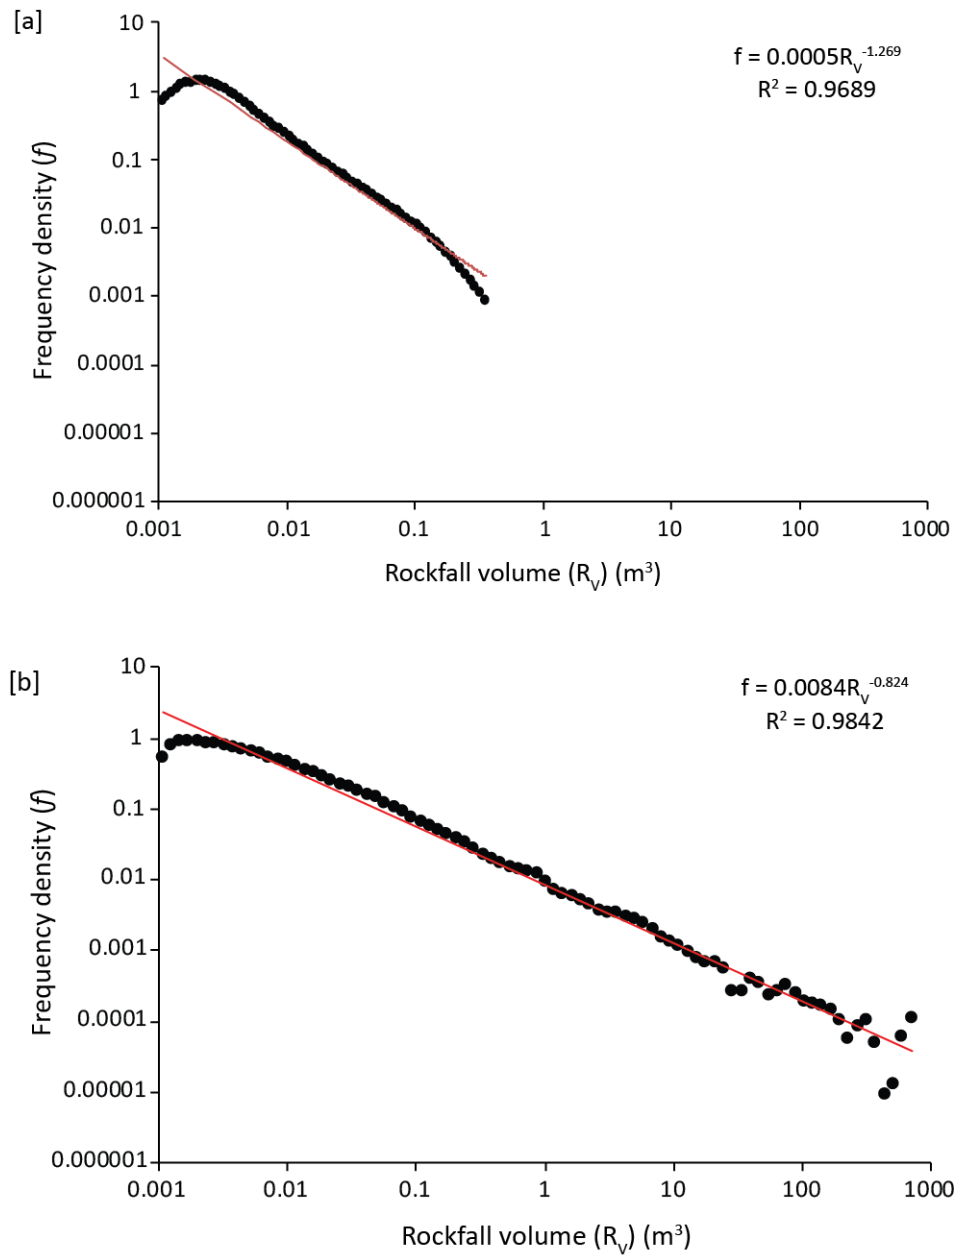 [a]
10
1
0.1
0.01
0.001
0.0001
0.00001
0.000001
Frequency density (f)
f = 0.0005R_V^-1.269
R² = 0.9689
0.001 0.01 0.1 1 10 100 1000
Rockfall volume (R_V) (m³)
[b]
10
1
0.1
0.01
0.001
0.0001
0.00001
0.000001
Frequency density (f)
f = 0.0084R_V^-0.824
R² = 0.9842
0.001 0.01 0.1 1 10 100 1000
Rockfall volume (R_V) (m³)